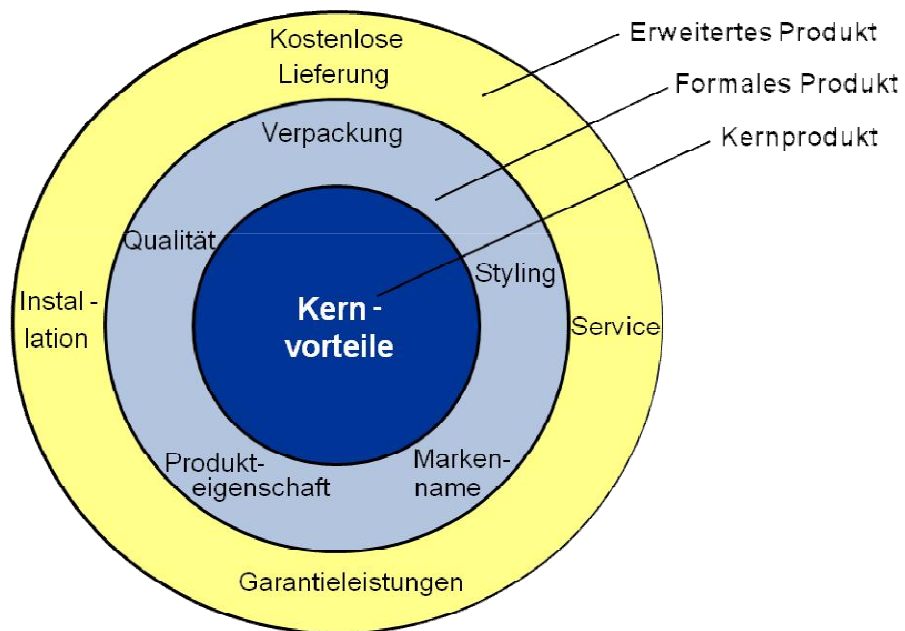 Kostenlose
Lieferung
Erweitertes Produkt
Formales Produkt
Kernprodukt
Verpackung
Qualität
Styling
Instal -
lation
Kern -
vorteile
Service
Produkt-
eigenschaft
Marken-
name
Garantieleistungen